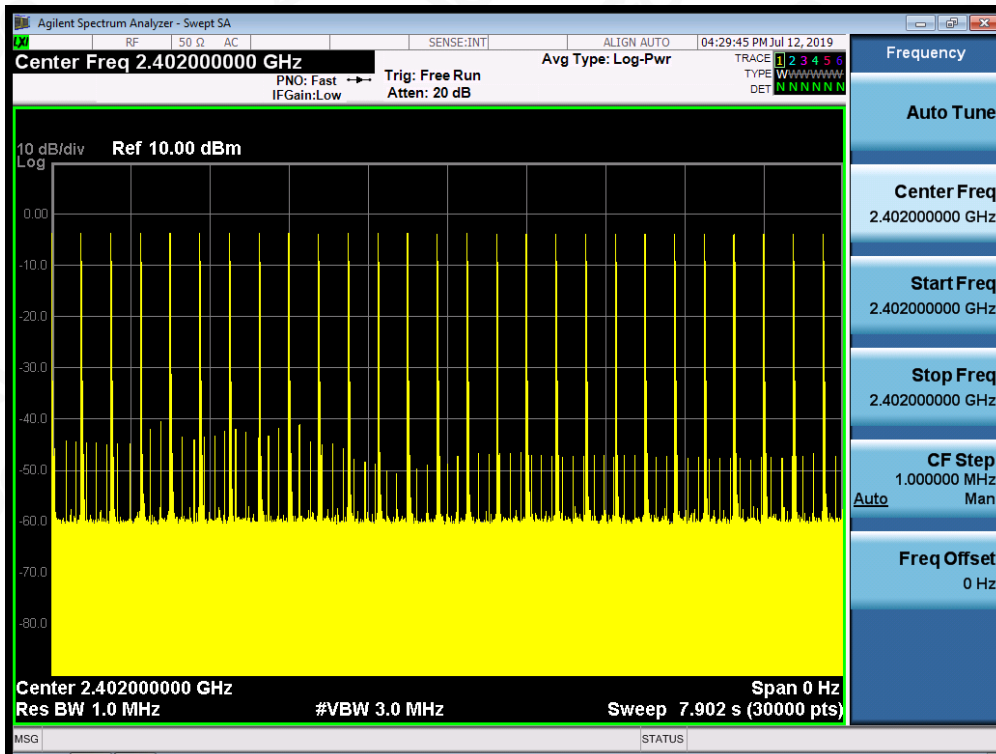 Agilent Spectrum Analyzer - Swept SA
LXI RF 50 Ω AC SENSE:INT ALIGN AUTO 04:29:45 PM Jul 12, 2019
Center Freq 2.402000000 GHz
Avg Type: Log-Pwr
TRACE 1 2 3 4 5 6
PNO: Fast Trig: Free Run
TYPE WWWWWW
IFGain:Low Atten: 20 dB
DET N N N N N N
10 dB/div Ref 10.00 dBm
Log
0.00
-10.0
-20.0
-30.0
-40.0
-50.0
-60.0
-70.0
-80.0
Center 2.402000000 GHz Span 0 Hz
Res BW 1.0 MHz #VBW 3.0 MHz Sweep 7.902 s (30000 pts)
MSG STATUS
Frequency
Auto Tune
Center Freq
2.402000000 GHz
Start Freq
2.402000000 GHz
Stop Freq
2.402000000 GHz
CF Step
1.000000 MHz
Auto Man
Freq Offset
0 Hz